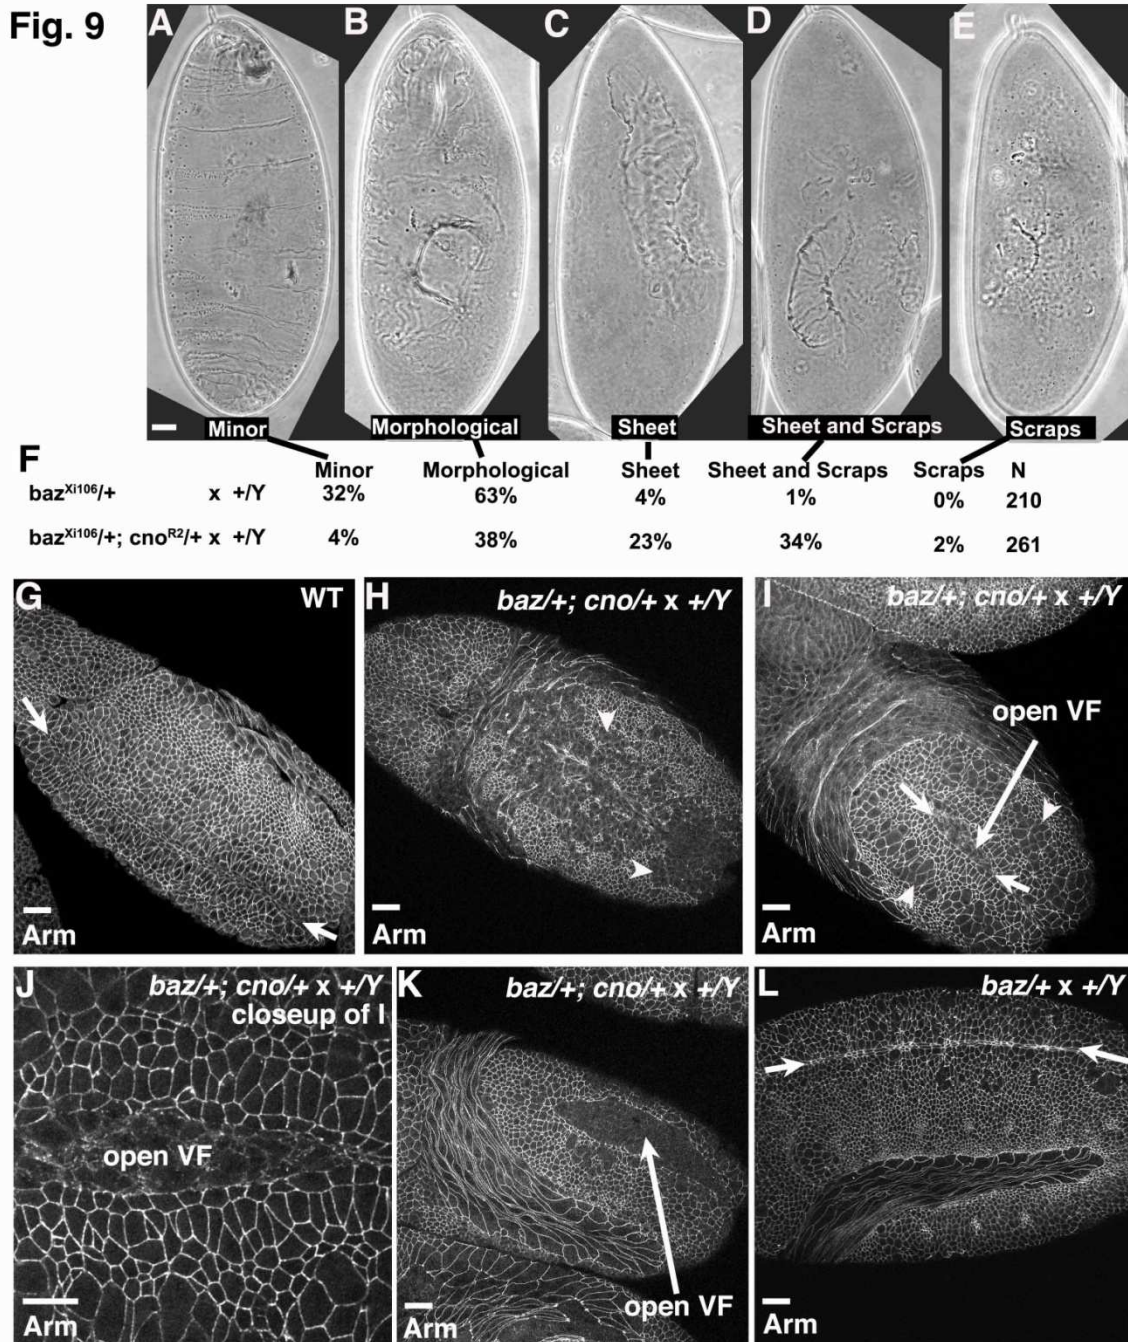 Fig. 9
A B C D E
Minor Morphological Sheet Sheet and Scraps Scraps
F
Minor Morphological Sheet Sheet and Scraps Scraps N
baz^Xi106/+ x +/Y 32% 63% 4% 1% 0% 210
baz^Xi106/+; cno^R2/+ x +/Y 4% 38% 23% 34% 2% 261
G WT
Arm
H baz/+; cno/+ x +/Y
Arm
I baz/+; cno/+ x +/Y
open VF
Arm
J baz/+; cno/+ x +/Y
closeup of I
open VF
Arm
K baz/+; cno/+ x +/Y
open VF
Arm
L baz/+ x +/Y
Arm